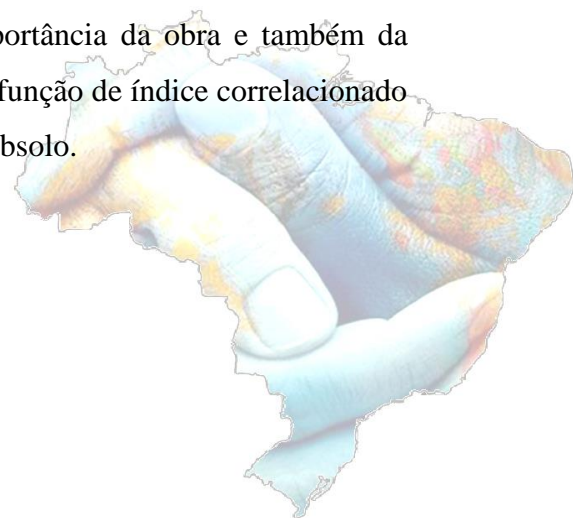 portância da obra e também da
função de índice correlacionado
bsolo.